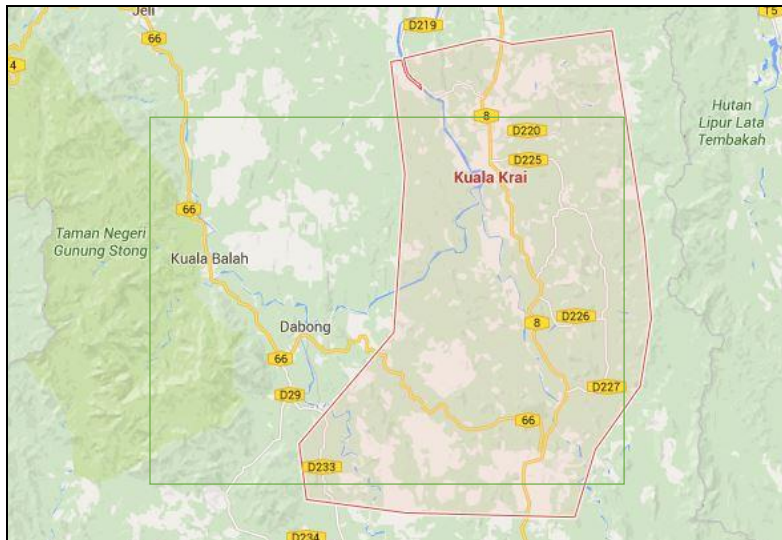 Jeli
D219
15
66
4
8
D220
Hutan
Lipur Lata
Tembakah
D225
Kuala Krai
66
Taman Negeri
Gunung Stong
Kuala Balah
D226
8
Dabong
66
D227
D29
66
D233
D234